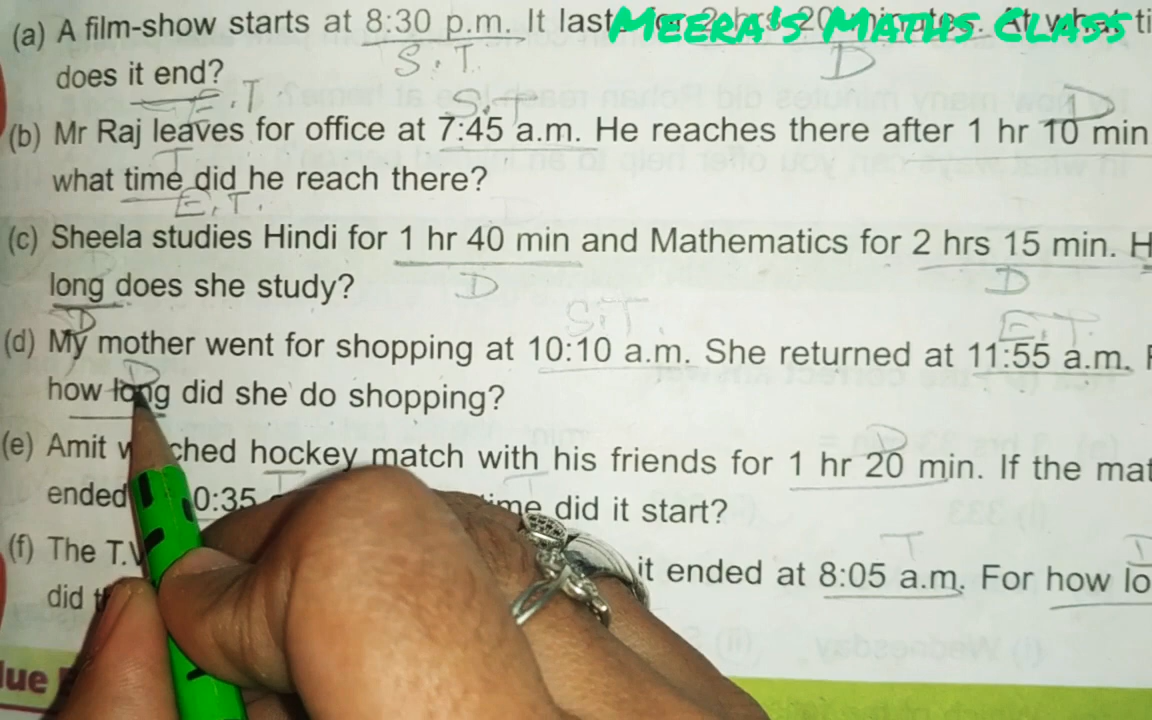 Meera's Maths Class
(a) A film-show starts at 8:30 p.m. It last
S.T. D
does it end?
E.T S.T D
(b) Mr Raj leaves for office at 7:45 a.m. He reaches there after 1 hr 10 min
T
what time did he reach there?
E.T.
(c) Sheela studies Hindi for 1 hr 40 min and Mathematics for 2 hrs 15 min. H
long does she study? D D
D S.T. E.T.
(d) My mother went for shopping at 10:10 a.m. She returned at 11:55 a.m.
D
how long did she do shopping?
D
(e) Amit ched hockey match with his friends for 1 hr 20 min. If the mat
T T
ended 0:35 me did it start?
T
(f) The T.V it ended at 8:05 a.m. For how lo
did
lue